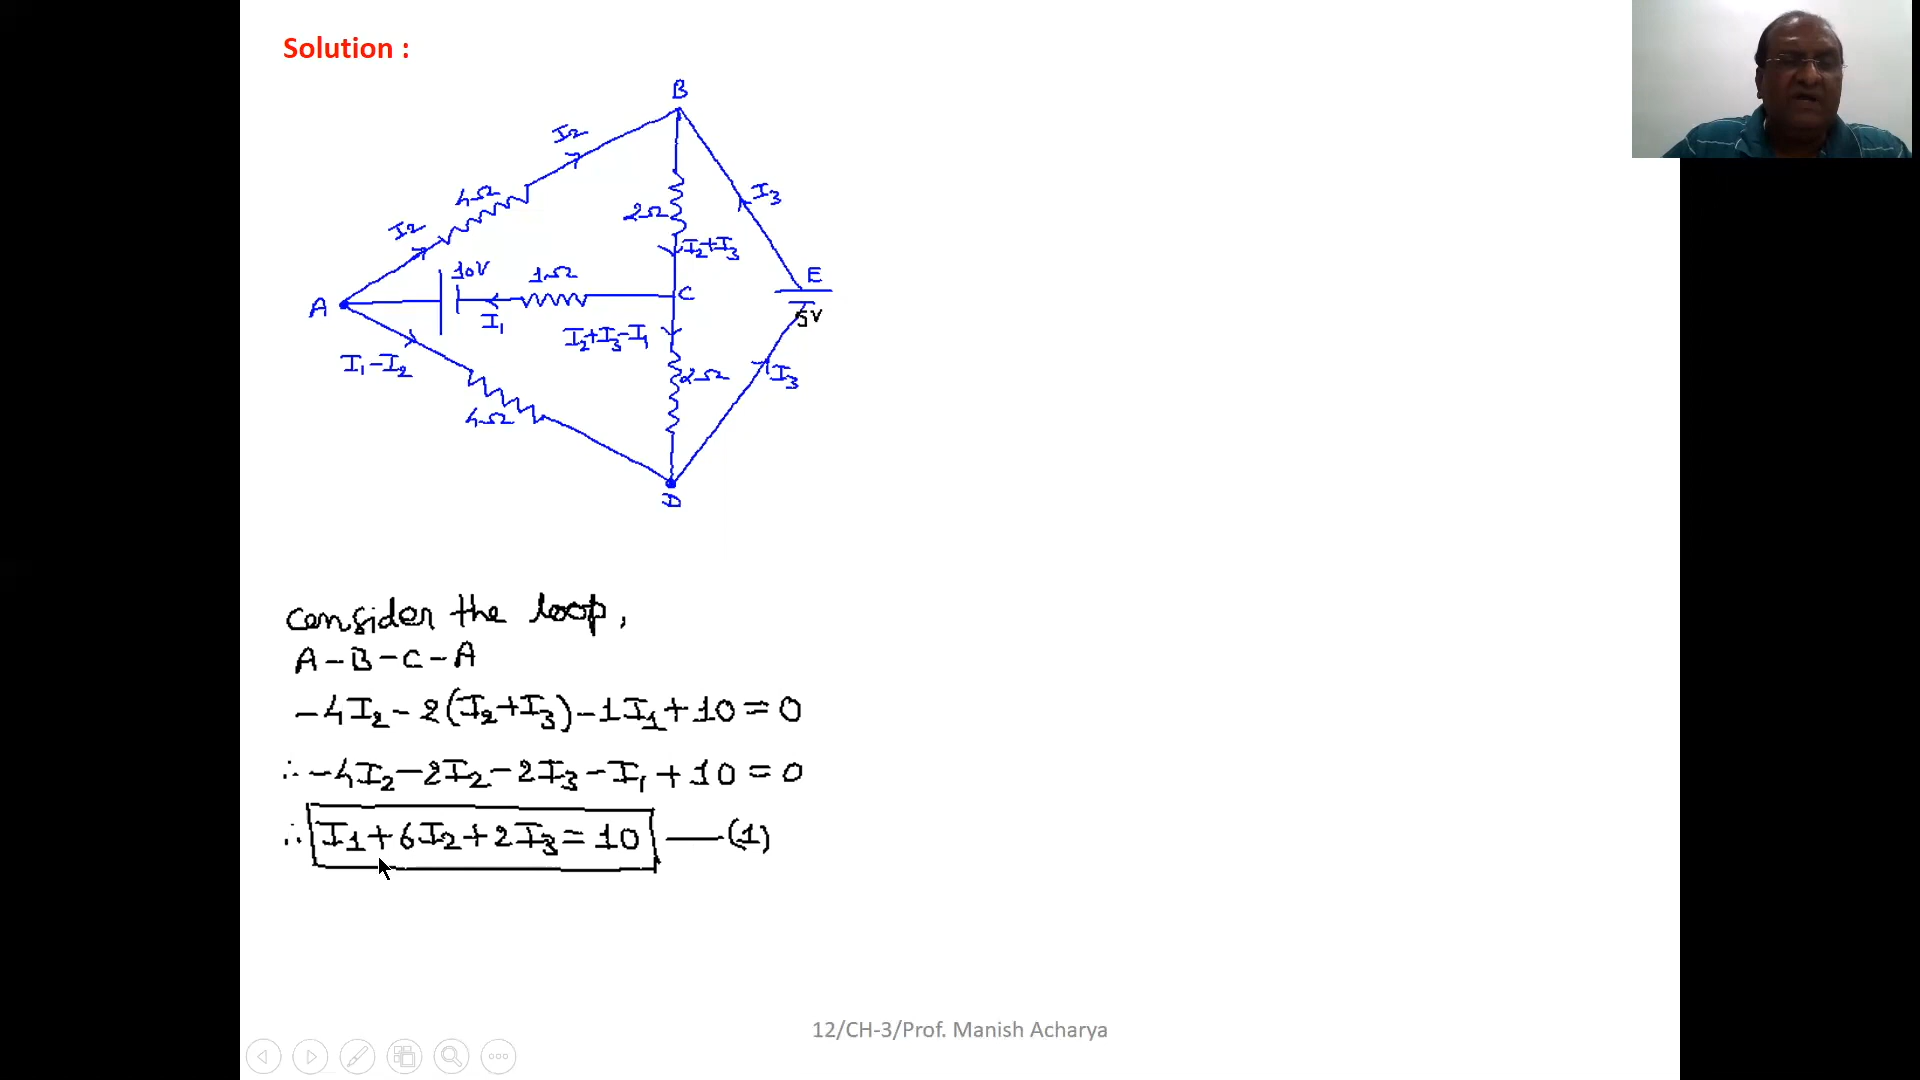 Solution :
B
I₂
4Ω
I₂
I₃
2Ω
I₂+I₃
10V
1Ω
E
A
C
I₁
5V
I₂+I₃-I₁
I₁-I₂
2Ω
I₃
4Ω
D
Consider the loop,
A-B-C-A
-4I₂-2(I₂+I₃)-1I₁+10=0
∴-4I₂-2I₂-2I₃-I₁+10=0
∴ I₁+6I₂+2I₃=10 —(1)
12/CH-3/Prof. Manish Acharya